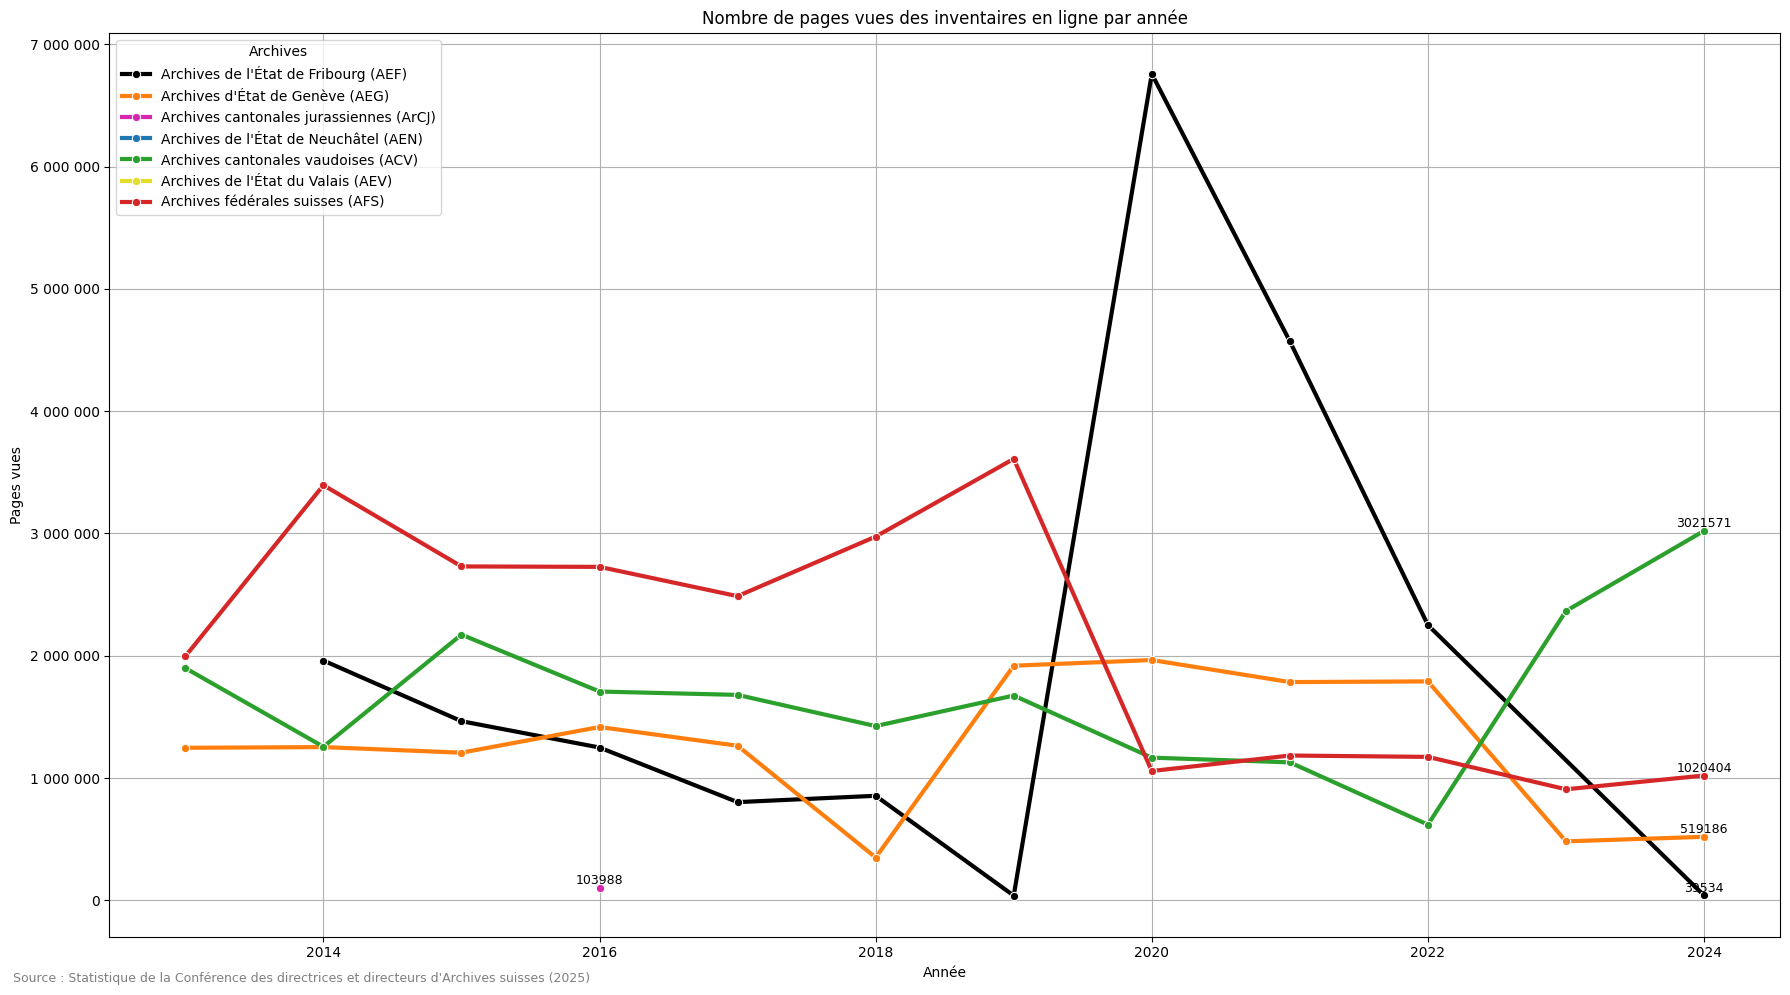 Nombre de pages vues des inventaires en ligne par année
7 000 000
6 000 000
5 000 000
4 000 000
3 000 000
2 000 000
1 000 000
0
Pages vues
Archives
Archives de l'État de Fribourg (AEF)
Archives d'État de Genève (AEG)
Archives cantonales jurassiennes (ArCJ)
Archives de l'État de Neuchâtel (AEN)
Archives cantonales vaudoises (ACV)
Archives de l'État du Valais (AEV)
Archives fédérales suisses (AFS)
3021571
1020404
519186
103988
39534
2014 2016 2018 2020 2022 2024
Année
Source : Statistique de la Conférence des directrices et directeurs d'Archives suisses (2025)